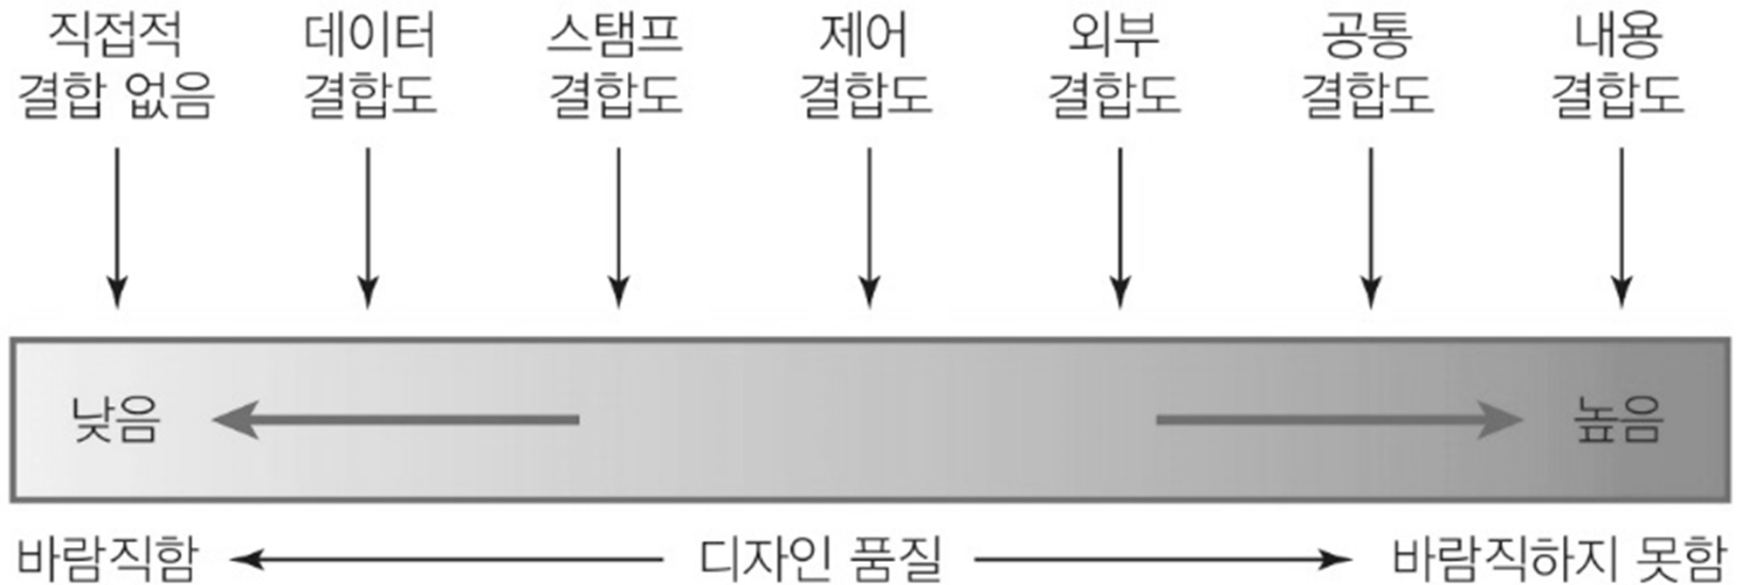 직접적 데이터 스탬프 제어 외부 공통 내용
결합 없음 결합도 결합도 결합도 결합도 결합도 결합도
낮음 높음
바람직함 디자인 품질 바람직하지 못함